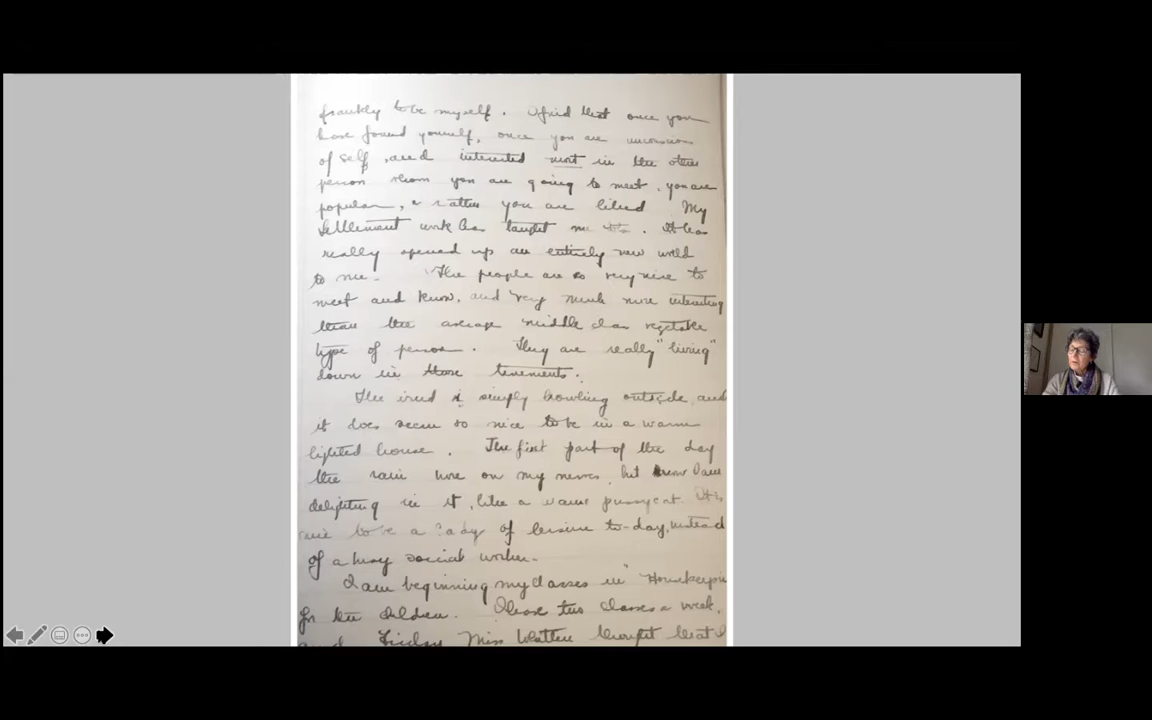 frankly to be myself. Afraid that once you
have found yourself, once you are unconscious
of self, and interested most in the other
person whom you are going to meet, you are
popular, or rather you are liked. My
Settlement work has taught me this. It has
really opened up an entirely new world
to me. The people are so very nice to
meet and know, and very much more interesting
than the average middle class vegetable
type of person. They are really "living"
down in those tenements.
The wind is simply howling outside, and
it does seem so nice to be in a warm
lighted house. The first part of the day
the rain wore on my nerves, but now I am
delighting in it, like a warm pussycat. It is
nice to be a lady of leisure to-day, instead
of a busy social worker.
I am beginning my classes in "Housekeeping
for the children. I have two classes a week,
and Friday Miss thought that I